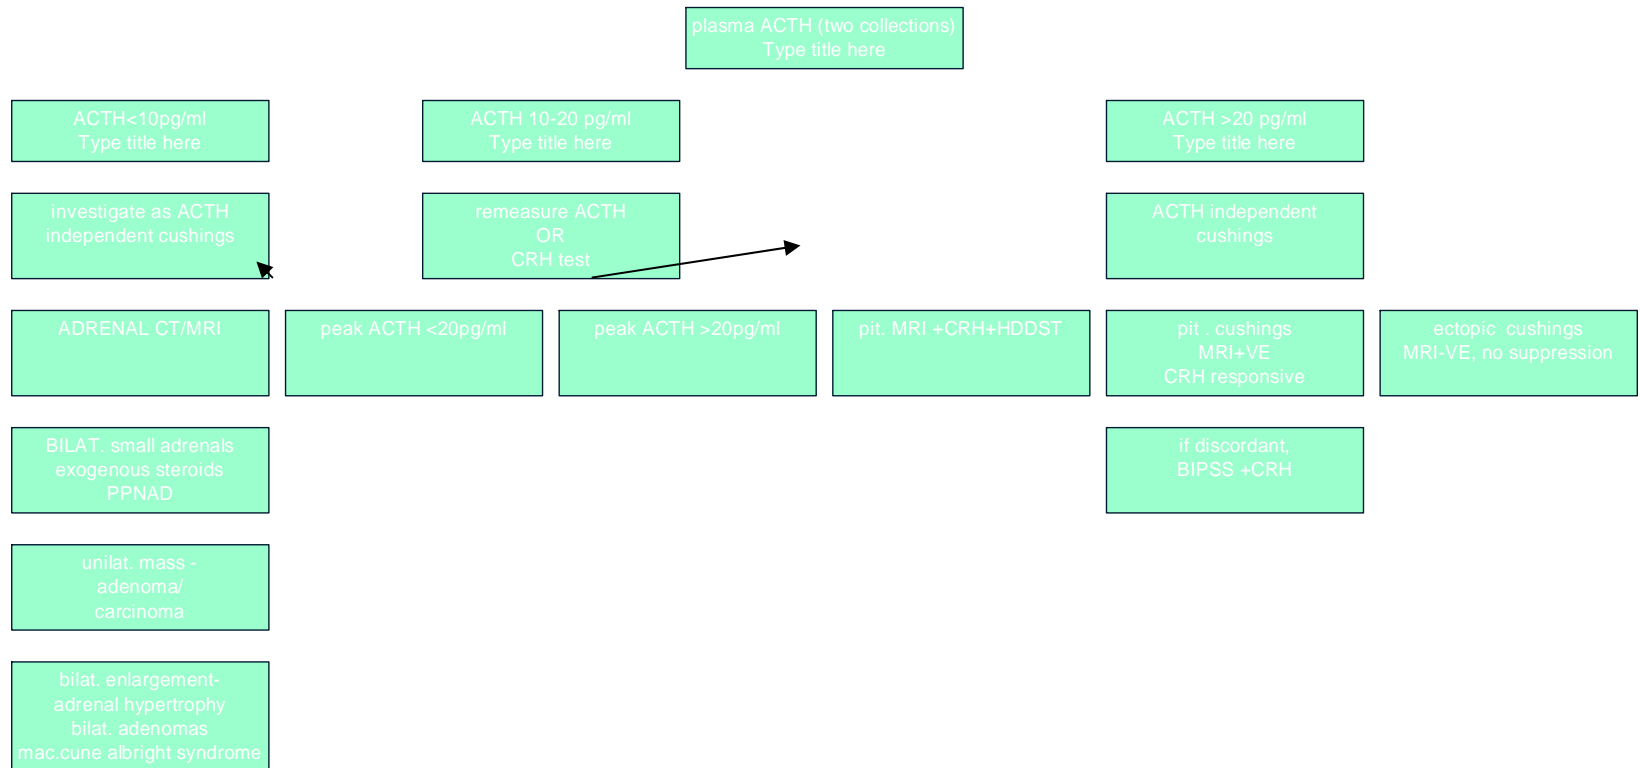 plasma ACTH (two collections)
Type title here
ACTH<10pg/ml
Type title here
ACTH 10-20 pg/ml
Type title here
ACTH >20 pg/ml
Type title here
investigate as ACTH
independent cushings
remeasure ACTH
OR
CRH test
ACTH independent
cushings
ADRENAL CT/MRI
peak ACTH <20pg/ml
peak ACTH >20pg/ml
pit. MRI +CRH+HDDST
pit . cushings
MRI+VE
CRH responsive
ectopic  cushings
MRI-VE, no suppression
BILAT. small adrenals
exogenous steroids
PPNAD
if discordant,
BIPSS +CRH
unilat. mass -
adenoma/
carcinoma
bilat. enlargement-
adrenal hypertrophy
bilat. adenomas
mac.cune albright syndrome